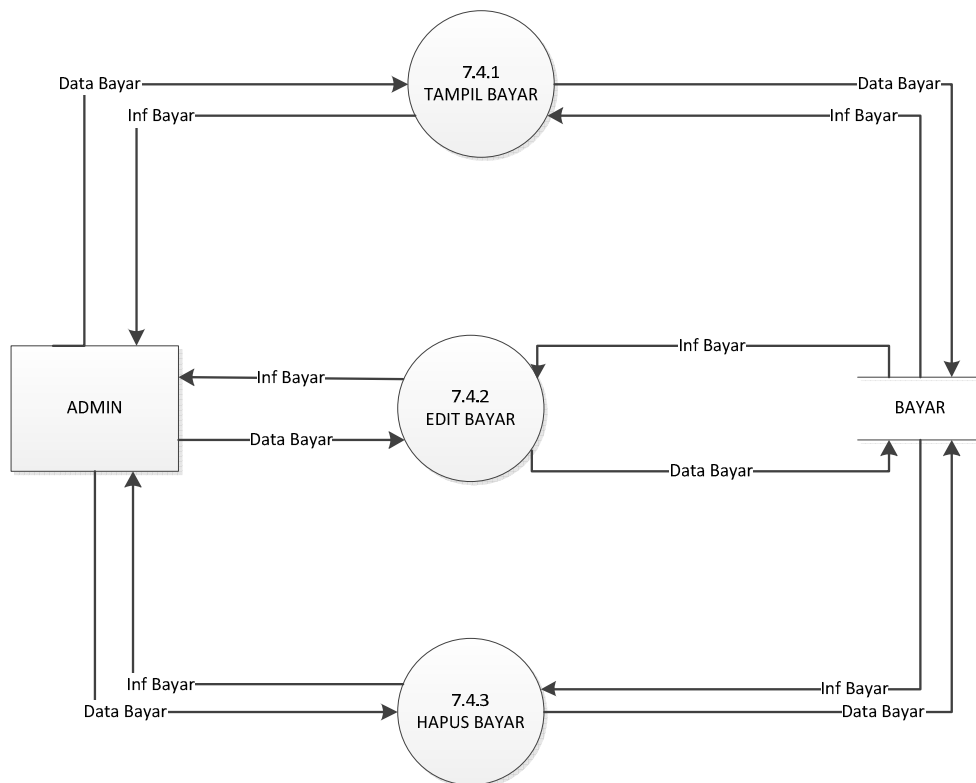 7.4.1
TAMPIL BAYAR
Data Bayar
Data Bayar
Inf Bayar
Inf Bayar
Inf Bayar
Inf Bayar
7.4.2
EDIT BAYAR
ADMIN
BAYAR
Data Bayar
Data Bayar
Inf Bayar
Inf Bayar
7.4.3
HAPUS BAYAR
Data Bayar
Data Bayar